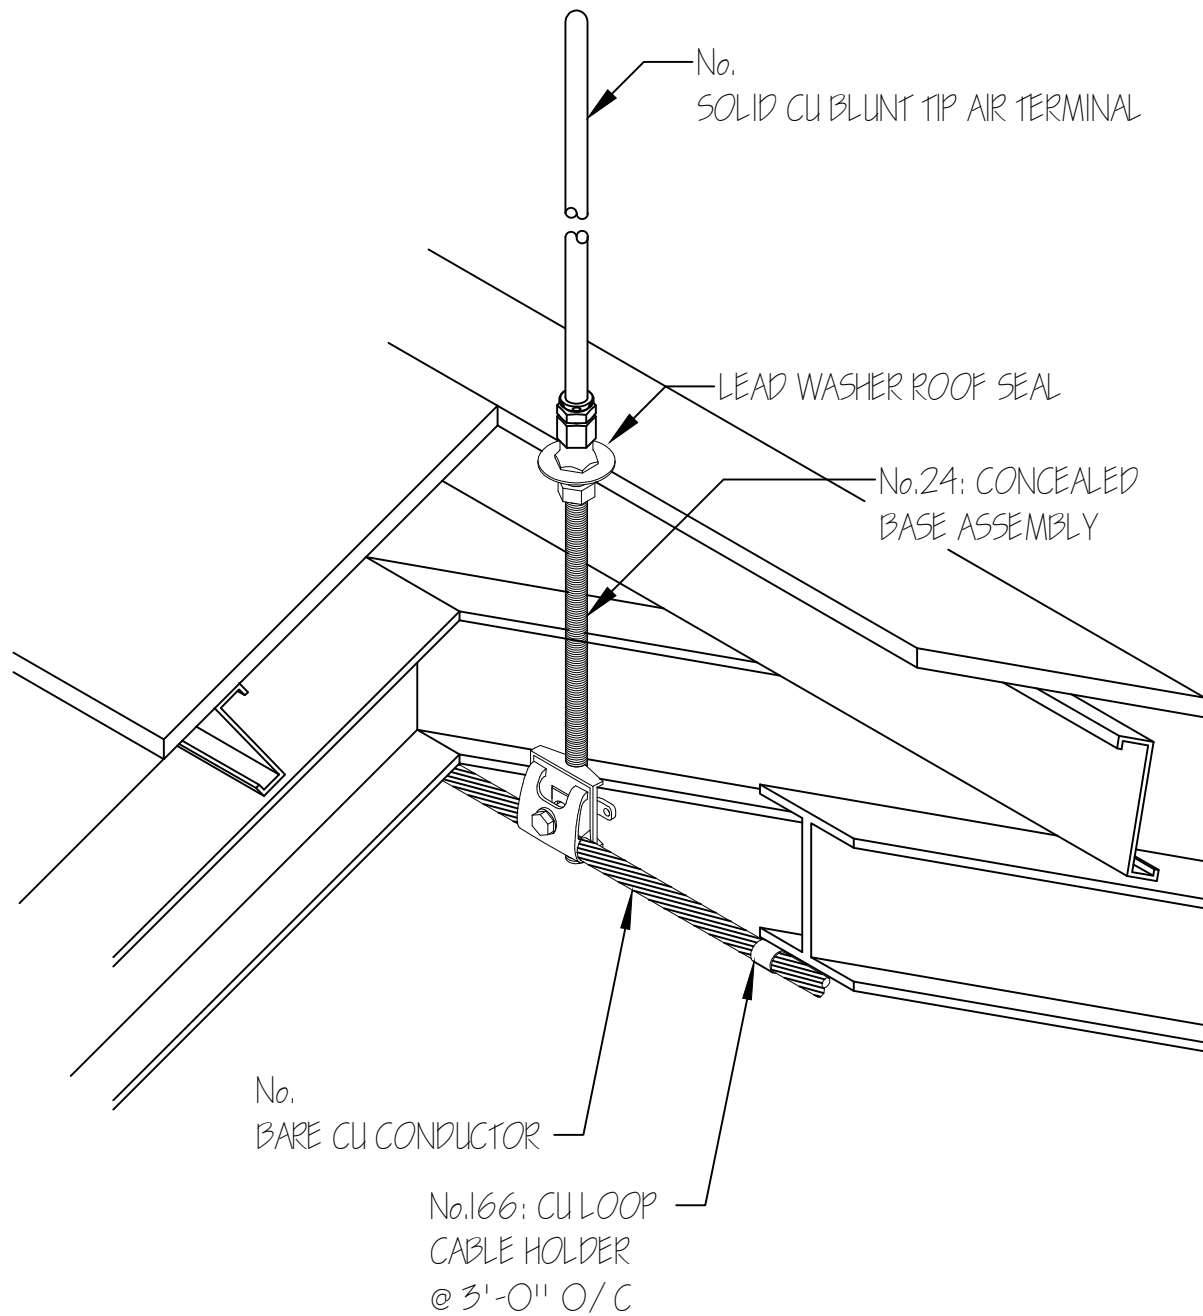 No.
SOLID CU BLUNT TIP AIR TERMINAL
LEAD WASHER ROOF SEAL
No.24: CONCEALED
BASE ASSEMBLY
No.
BARE CU CONDUCTOR
No.166: CU LOOP
CABLE HOLDER
@ 3'-0" O/C